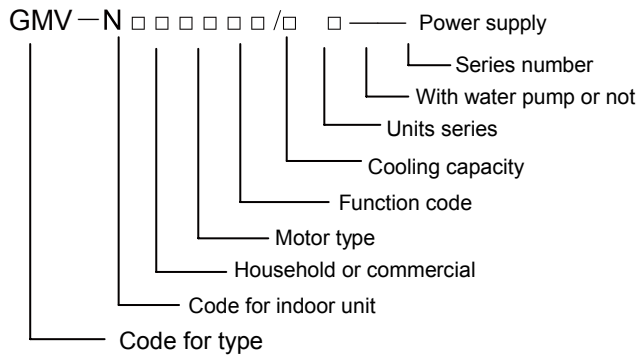 GMV－N□□□□□/□ □ —— Power supply
Series number
With water pump or not
Units series
Cooling capacity
Function code
Motor type
Household or commercial
Code for indoor unit
Code for type